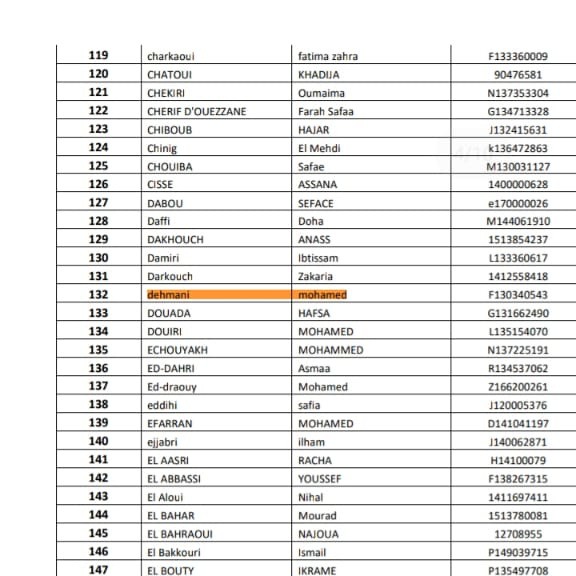 119 charkaoui fatima zahra F133360009
120 CHATOUI KHADIJA 90476581
121 CHEKIRI Oumaima N137353304
122 CHERIF D'OUEZZANE Farah Safaa G134713328
123 CHIBOUB HAJAR J132415631
124 Chinig El Mehdi k136472863
125 CHOUIBA Safae M130031127
126 CISSE ASSANA 1400000628
127 DABOU SEFACE e170000026
128 Daffi Doha M144061910
129 DAKHOUCH ANASS 1513854237
130 Damiri Ibtissam L133360617
131 Darkouch Zakaria 1412558418
132 dehmani mohamed F130340543
133 DOUADA HAFSA G131662490
134 DOUIRI MOHAMED L135154070
135 ECHOUYAKH MOHAMMED N137225191
136 ED-DAHRI Asmaa R134537062
137 Ed-draouy Mohamed Z166200261
138 eddihi safia J120005376
139 EFARRAN MOHAMED D141041197
140 ejjabri ilham J140062871
141 EL AASRI RACHA H14100079
142 EL ABBASSI YOUSSEF F138267315
143 El Aloui Nihal 1411697411
144 EL BAHAR Mourad 1513780081
145 EL BAHRAOUI NAJOUA 12708955
146 El Bakkouri Ismail P149039715
147 EL BOUTY IKRAME P135497708